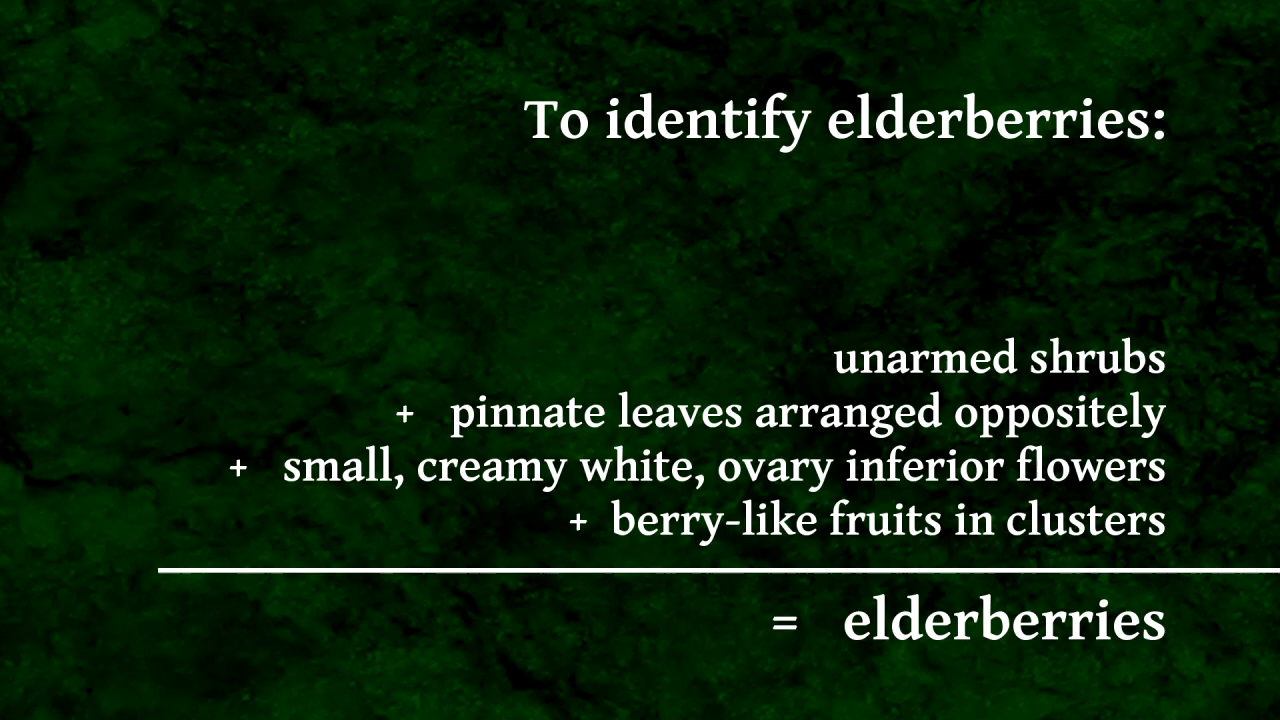 To identify elderberries:
unarmed shrubs
+ pinnate leaves arranged oppositely
+ small, creamy white, ovary inferior flowers
+ berry-like fruits in clusters
= elderberries